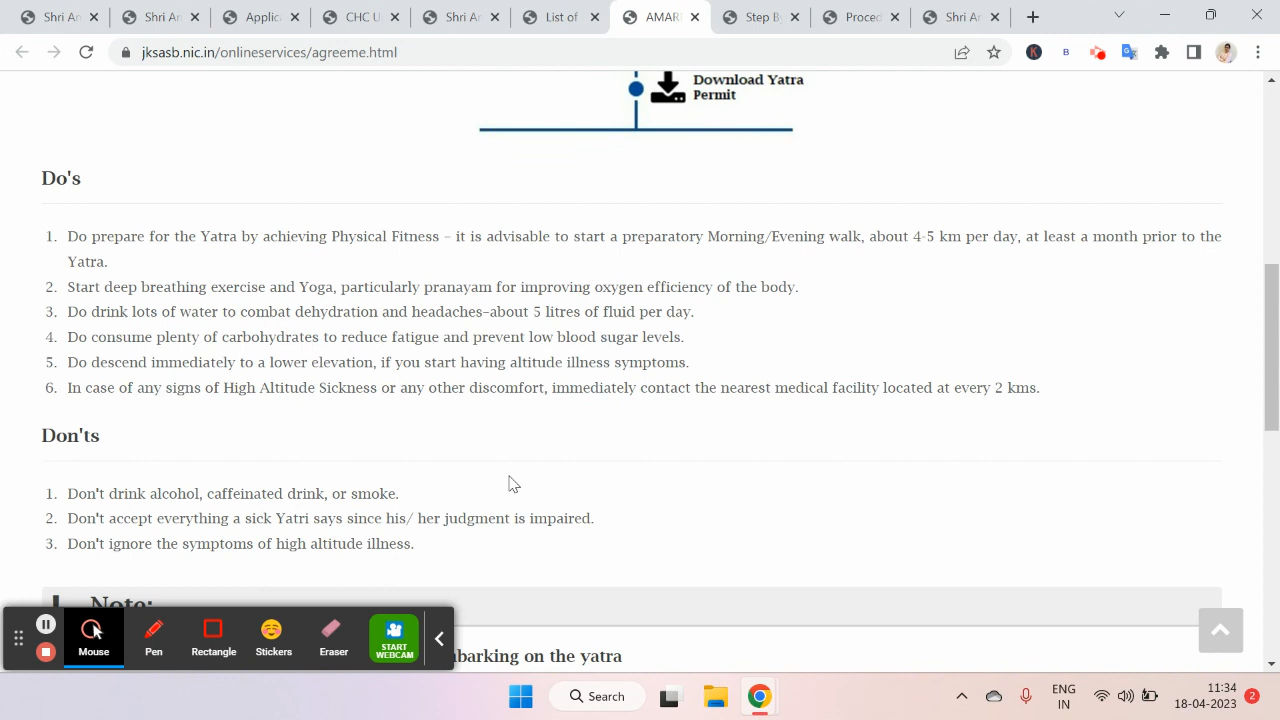 Shri An
Shri An
Applic
CHC U
Shri An
List of
AMAR
Step B
Proced
Shri An
jksasb.nic.in/onlineservices/agreeme.html
K
B
Download Yatra
Permit
Do's
1. Do prepare for the Yatra by achieving Physical Fitness – it is advisable to start a preparatory Morning/Evening walk, about 4-5 km per day, at least a month prior to the
Yatra.
2. Start deep breathing exercise and Yoga, particularly pranayam for improving oxygen efficiency of the body.
3. Do drink lots of water to combat dehydration and headaches–about 5 litres of fluid per day.
4. Do consume plenty of carbohydrates to reduce fatigue and prevent low blood sugar levels.
5. Do descend immediately to a lower elevation, if you start having altitude illness symptoms.
6. In case of any signs of High Altitude Sickness or any other discomfort, immediately contact the nearest medical facility located at every 2 kms.
Don'ts
1. Don't drink alcohol, caffeinated drink, or smoke.
2. Don't accept everything a sick Yatri says since his/ her judgment is impaired.
3. Don't ignore the symptoms of high altitude illness.
! Note:
barking on the yatra
Mouse
Pen
Rectangle
Stickers
Eraser
START
WEBCAM
Search
ENG
IN
11:34
18-04-2023
2